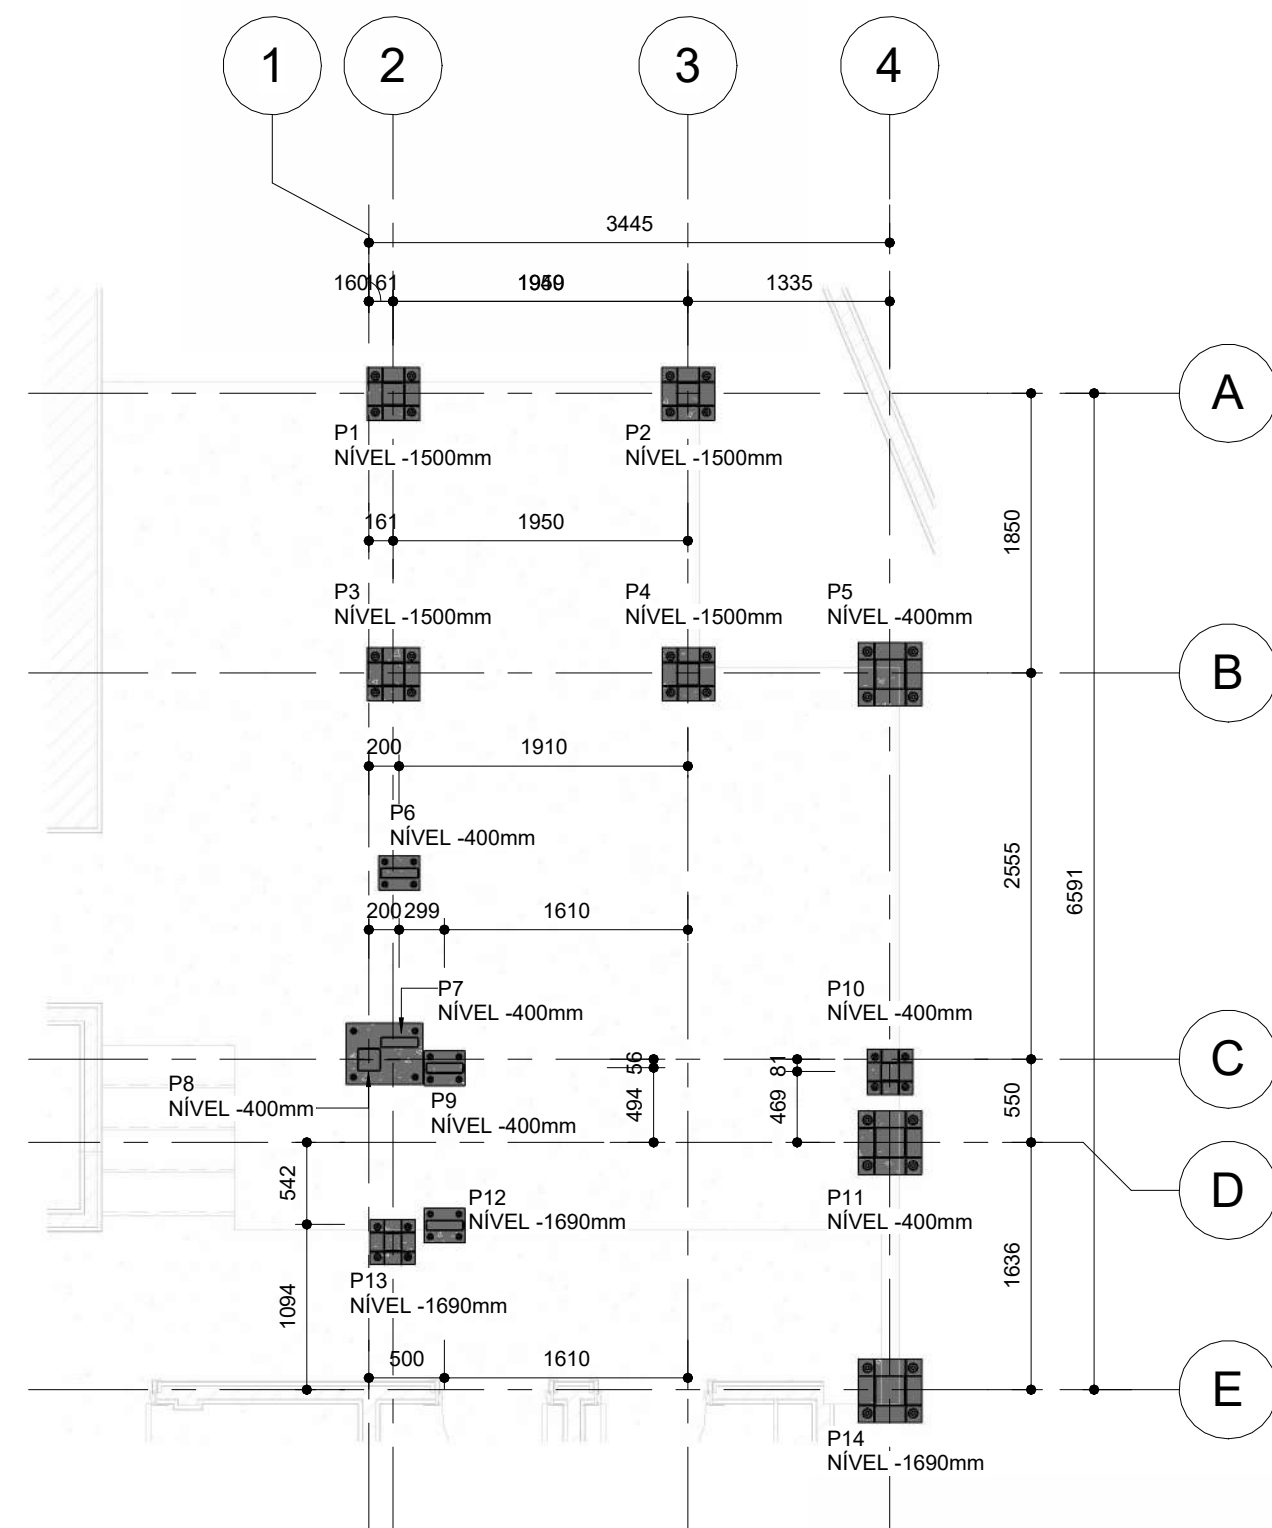 1
2
3
4
3445
160
161
1335
A
P1
NÍVEL -1500mm
P2
NÍVEL -1500mm
161
1950
1850
P3
NÍVEL -1500mm
P4
NÍVEL -1500mm
P5
NÍVEL -400mm
B
200
1910
P6
NÍVEL -400mm
2555
6591
200
299
1610
P7
NÍVEL -400mm
P10
NÍVEL -400mm
C
56
81
P8
NÍVEL -400mm
P9
NÍVEL -400mm
494
469
550
542
P12
NÍVEL -1690mm
P11
NÍVEL -400mm
D
P13
NÍVEL -1690mm
1094
1636
500
1610
E
P14
NÍVEL -1690mm